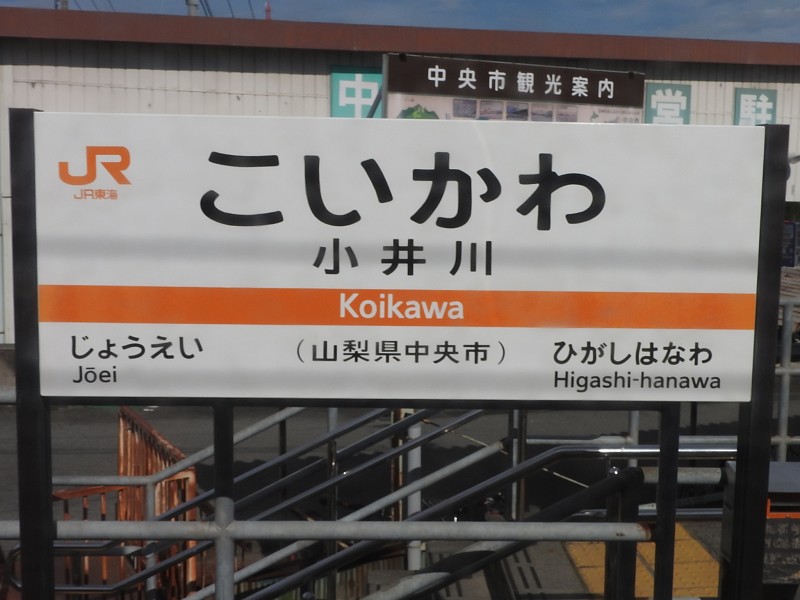 中央市観光案内
中
営
駐
JR
JR東海
こいかわ
小井川
Koikawa
じょうえい
Jōei
（山梨県中央市）
ひがしはなわ
Higashi-hanawa